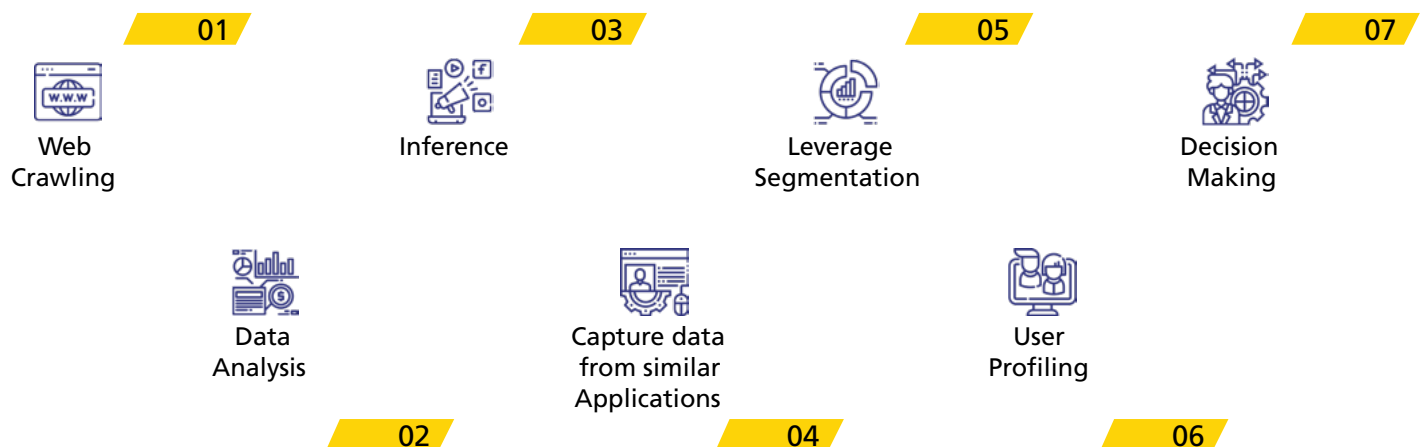 01
Web
Crawling
02
Data
Analysis
03
Inference
04
Capture data
from similar
Applications
05
Leverage
Segmentation
06
User
Profiling
07
Decision
Making
W.W.W
f
$